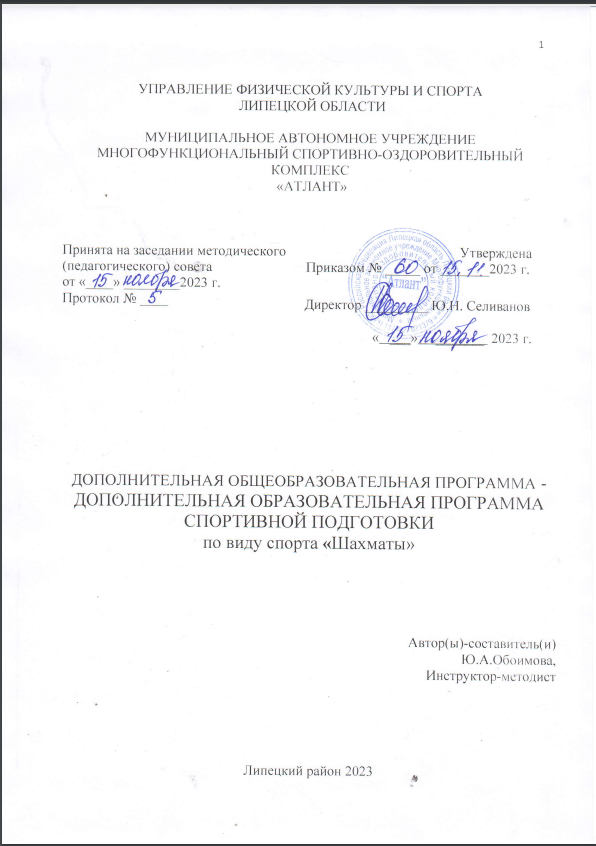 1
УПРАВЛЕНИЕ ФИЗИЧЕСКОЙ КУЛЬТУРЫ И СПОРТА
ЛИПЕЦКОЙ ОБЛАСТИ
МУНИЦИПАЛЬНОЕ АВТОНОМНОЕ УЧРЕЖДЕНИЕ
МНОГОФУНКЦИОНАЛЬНЫЙ СПОРТИВНО-ОЗДОРОВИТЕЛЬНЫЙ
КОМПЛЕКС
«АТЛАНТ»
Принята на заседании методического
(педагогического) совета
от « 15 » ноября 2023 г.
Протокол № 5
Утверждена
Приказом № 60 от 15.11 2023 г.
"Атлант"
Директор Ю.Н. Селиванов
« 15 » ноября 2023 г.
ДОПОЛНИТЕЛЬНАЯ ОБЩЕОБРАЗОВАТЕЛЬНАЯ ПРОГРАММА -
ДОПОЛНИТЕЛЬНАЯ ОБРАЗОВАТЕЛЬНАЯ ПРОГРАММА
СПОРТИВНОЙ ПОДГОТОВКИ
по виду спорта «Шахматы»
Автор(ы)-составитель(и)
Ю.А.Обоимова,
Инструктор-методист
Липецкий район 2023